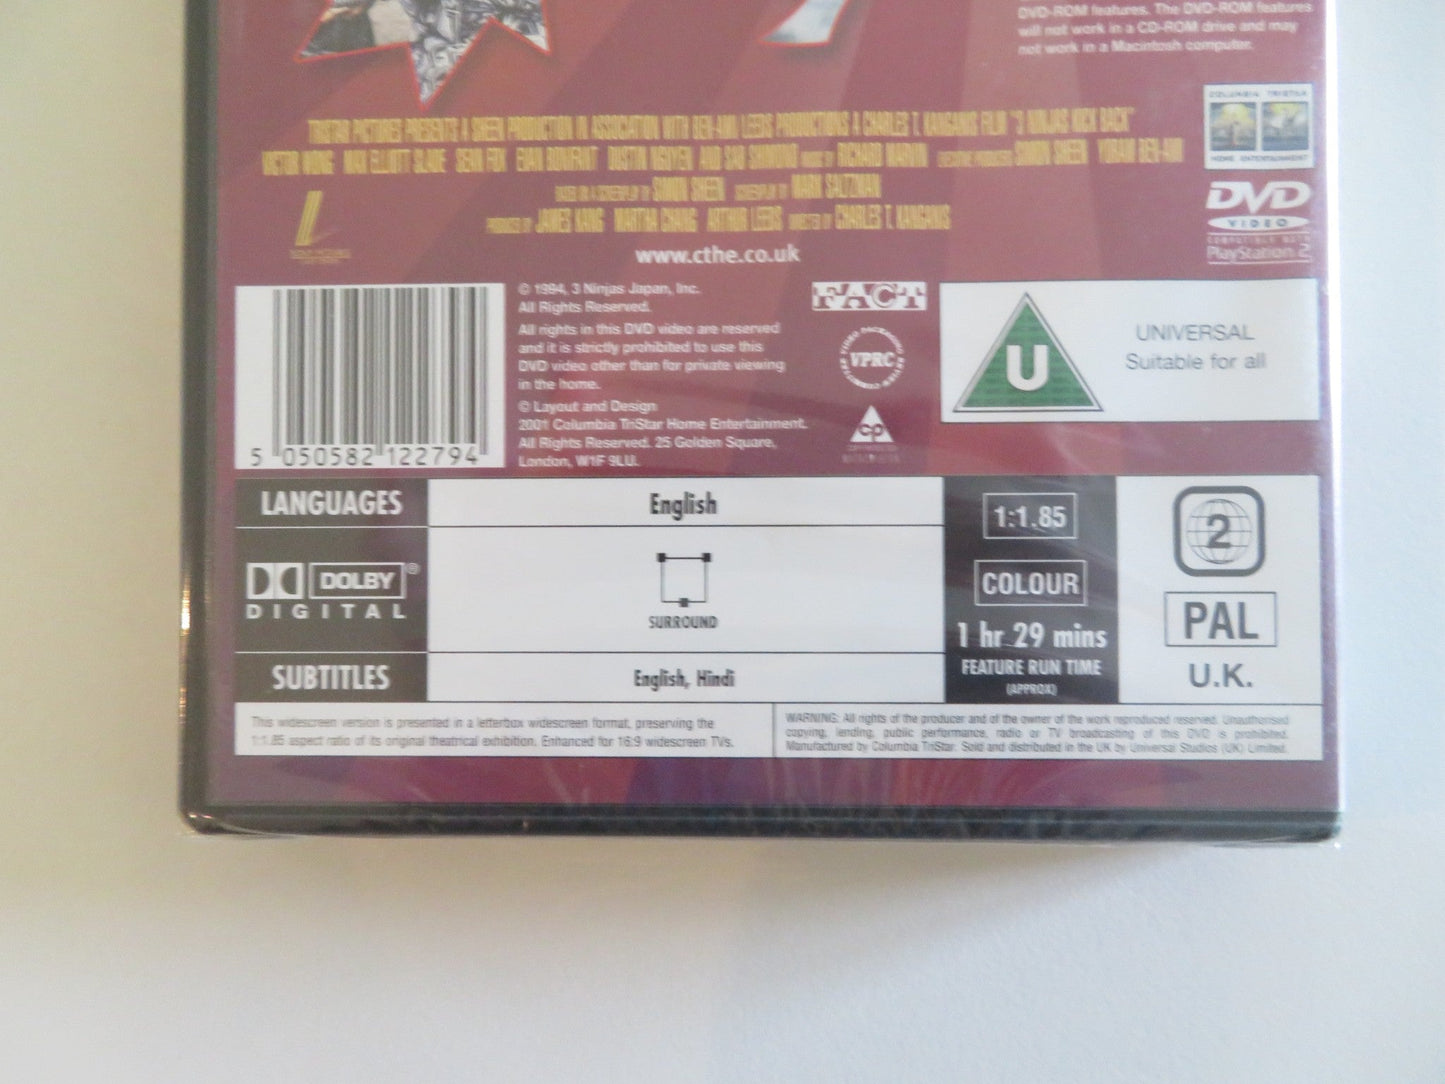 DVD-ROM features. The DVD-ROM features
will not work in a CD-ROM drive and may
not work in a Macintosh computer.
COLUMBIA TRISTAR
HOME ENTERTAINMENT
TRISTAR PICTURES PRESENTS A SHEEN PRODUCTION IN ASSOCIATION WITH BEN-AMI/LEEDS PRODUCTIONS A CHARLES T. KANGANIS FILM "3 NINJAS KICK BACK"
VICTOR WONG MAX ELLIOTT SLADE SEAN FOX EVAN BONIFANT DUSTIN NGUYEN AND SAB SHIMONO MUSIC BY RICHARD MARVIN EXECUTIVE PRODUCERS SIMON SHEEN YORAM BEN-AMI
BASED ON A SCREENPLAY BY SIMON SHEEN SCREENPLAY BY MARK SALTZMAN
PRODUCED BY JAMES KANG MARTHA CHANG ARTHUR LEEDS DIRECTED BY CHARLES T. KANGANIS
www.cthe.co.uk
DVD
VIDEO
COMPATIBLE WITH
PlayStation 2
© 1994, 3 Ninjas Japan, Inc.
All Rights Reserved.
All rights in this DVD video are reserved
and it is strictly prohibited to use this
DVD video other than for private viewing
in the home.
© Layout and Design
2001 Columbia TriStar Home Entertainment.
All Rights Reserved. 25 Golden Square,
London, W1F 9LU.
FACT
VPRC
VIDEO PACKAGING REVIEW COMMITTEE
cp
U
UNIVERSAL
Suitable for all
5 050582 122794
LANGUAGES
English
DOLBY
DIGITAL
SURROUND
SUBTITLES
English, Hindi
1:1.85
COLOUR
1 hr 29 mins
FEATURE RUN TIME
(APPROX)
2
PAL
U.K.
This widescreen version is presented in a letterbox widescreen format, preserving the
1:1.85 aspect ratio of its original theatrical exhibition. Enhanced for 16:9 widescreen TVs.
WARNING: All rights of the producer and of the owner of the work reproduced reserved. Unauthorised
copying, lending, public performance, radio or TV broadcasting of this DVD is prohibited.
Manufactured by Columbia TriStar. Sold and distributed in the UK by Universal Studios (UK) Limited.